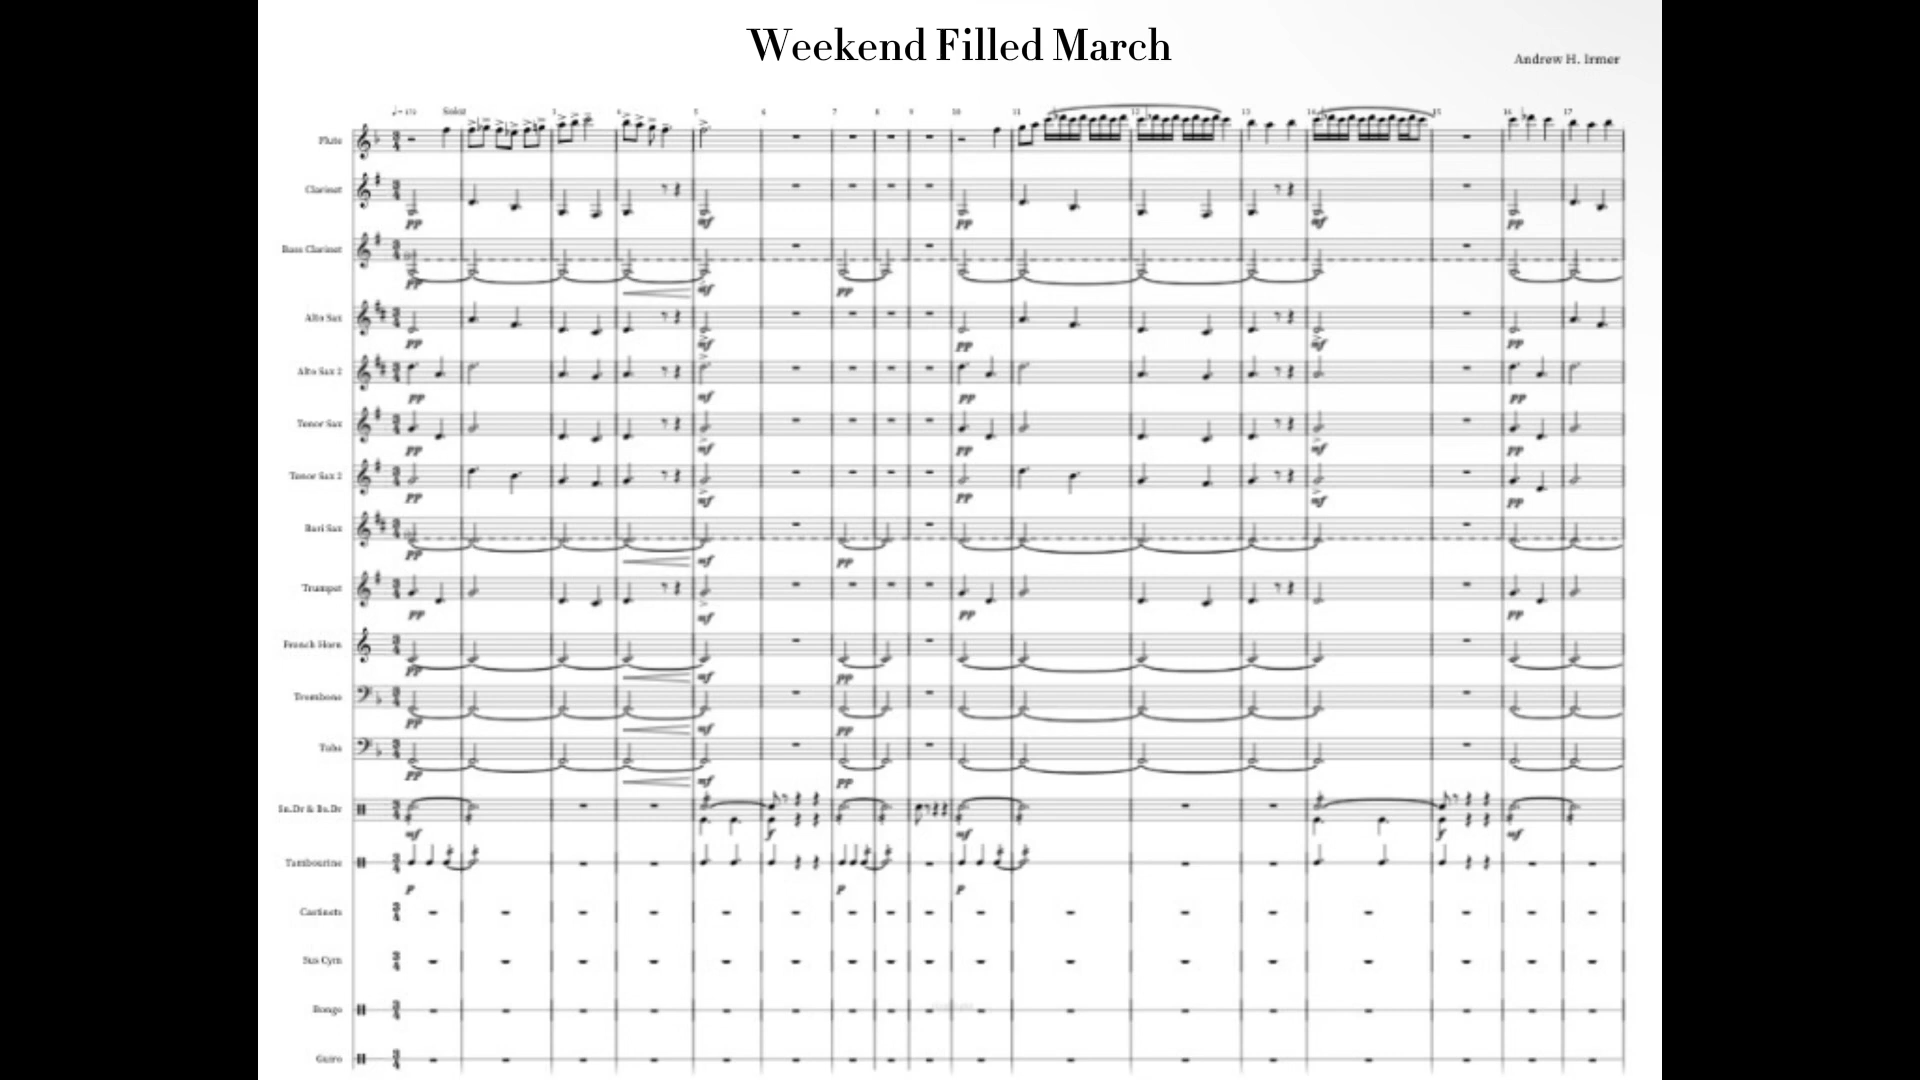 Weekend Filled March
Andrew H. Irmer
Flute
Clarinet
Bass Clarinet
Alto Sax
Alto Sax 2
Tenor Sax
Tenor Sax 2
Bari Sax
Trumpet
French Horn
Trombone
Tuba
Sn.Dr & Bs.Dr
Tambourine
Castinets
Sus Cym
Bongo
Guiro